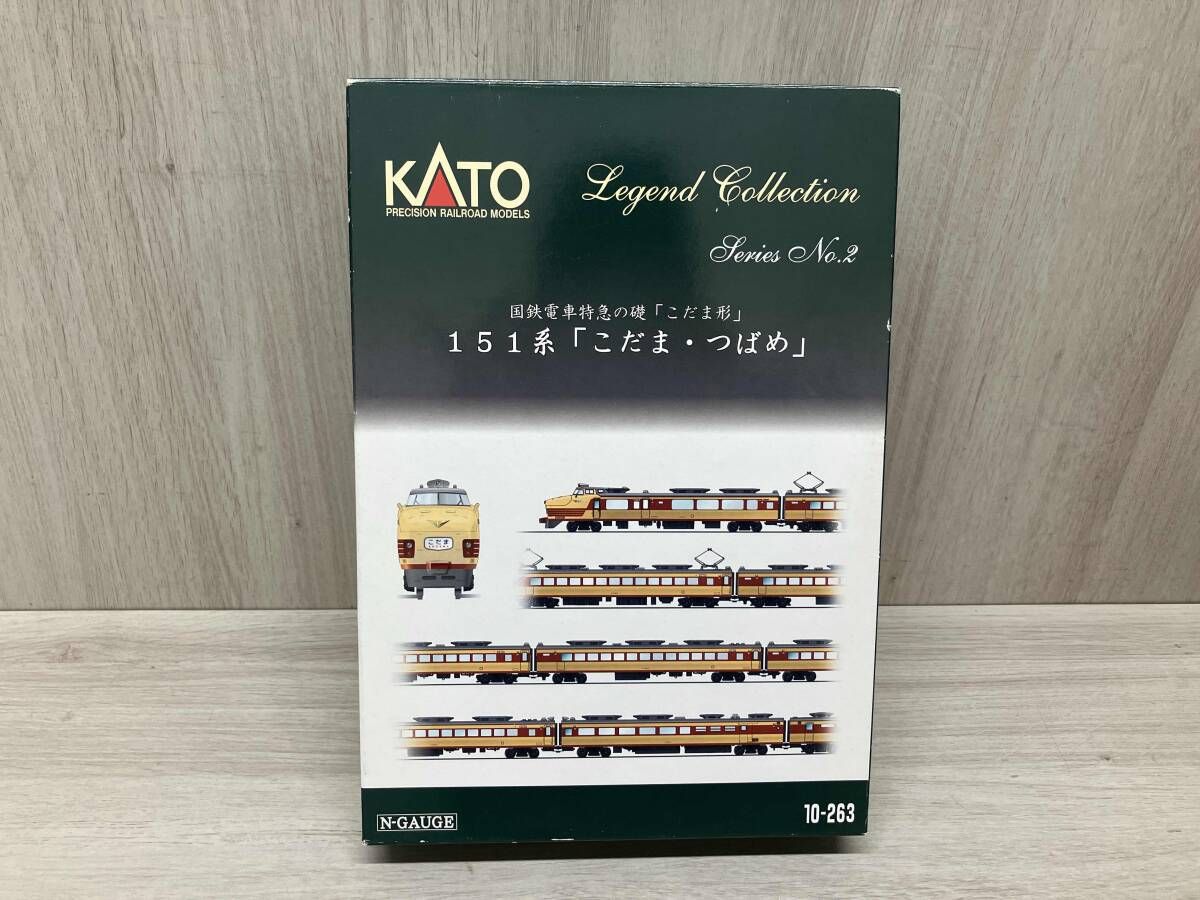 KATO
PRECISION RAILROAD MODELS
Legend Collection
Series No.2
国鉄電車特急の礎「こだま形」
151系「こだま・つばめ」
こだま
N-GAUGE
10-263